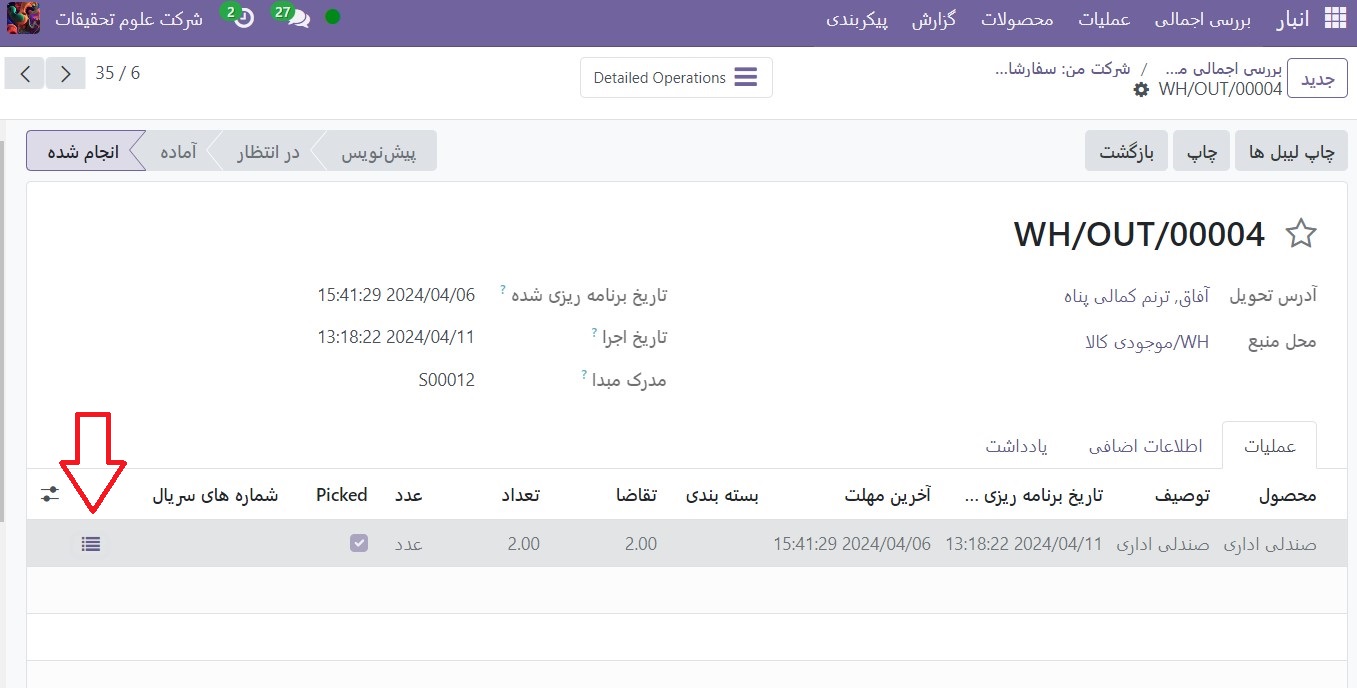 انبار بررسی اجمالی عملیات محصولات گزارش پیکربندی 27 2 شرکت علوم تحقیقات
جدید بررسی اجمالی م... / شرکت من: سفارشا... Detailed Operations 35 / 6
WH/OUT/00004
چاپ لیبل ها چاپ بازگشت پیش‌نویس در انتظار آماده انجام شده
WH/OUT/00004
آدرس تحویل آفاق, ترنم کمالی پناه تاریخ برنامه ریزی شده ? 2024/04/06 15:41:29
محل منبع WH/موجودی کالا تاریخ اجرا ? 2024/04/11 13:18:22
مدرک مبدا ? S00012
عملیات اطلاعات اضافی یادداشت
محصول توصیف تاریخ برنامه ریزی ... آخرین مهلت بسته بندی تقاضا تعداد عدد Picked شماره های سریال
صندلی اداری صندلی اداری 2024/04/11 13:18:22 2024/04/06 15:41:29 2.00 2.00 عدد